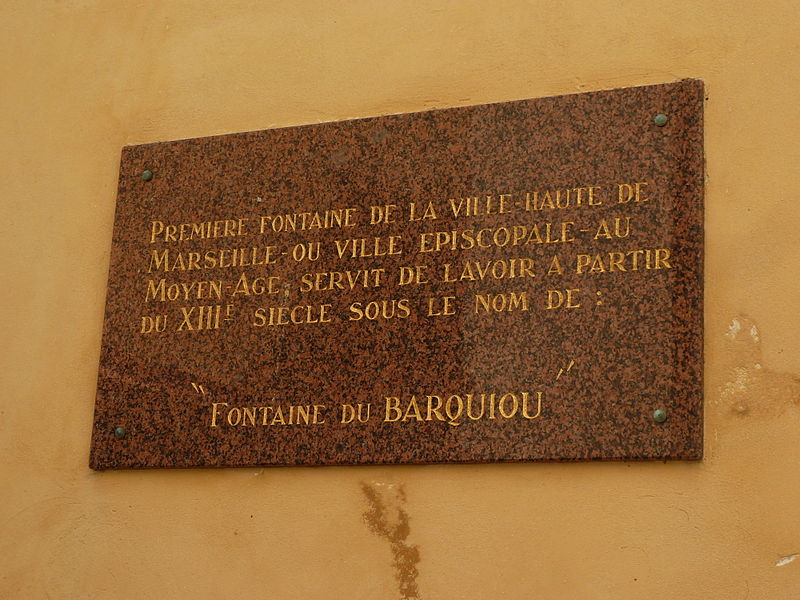 PREMIERE FONTAINE DE LA VILLE-HAUTE DE
MARSEILLE-OU VILLE EPISCOPALE-AU
MOYEN-AGE, SERVIT DE LAVOIR A PARTIR
DU XIIIE SIECLE SOUS LE NOM DE :
"FONTAINE DU BARQUIOU"